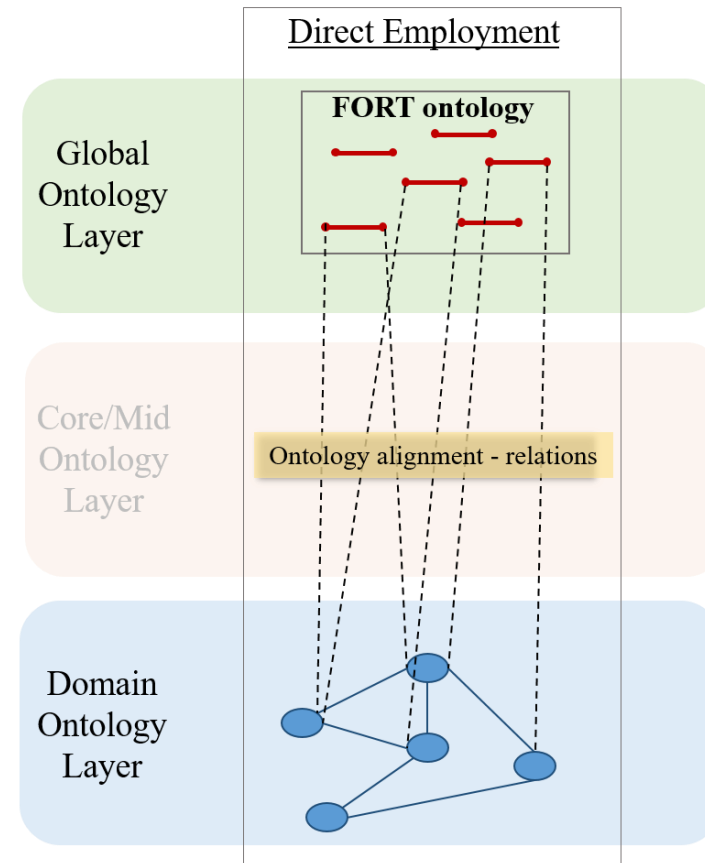 Direct Employment
FORT ontology
Global
Ontology
Layer
Core/Mid
Ontology
Layer
Ontology alignment - relations
Domain
Ontology
Layer